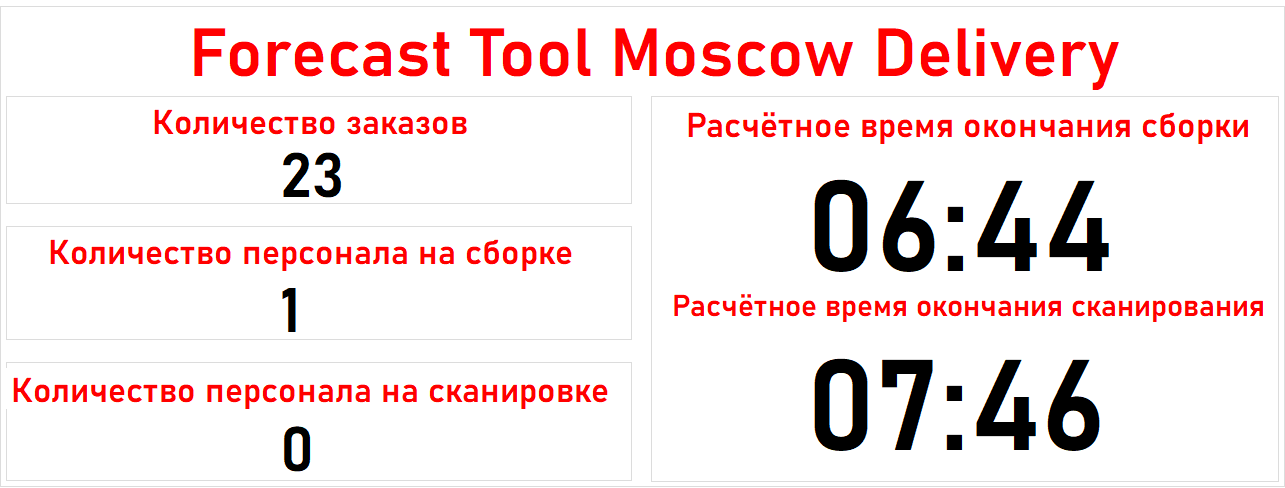 Forecast Tool Moscow Delivery
Количество заказов
23
Количество персонала на сборке
1
Количество персонала на сканировке
0
Расчётное время окончания сборки
06:44
Расчётное время окончания сканирования
07:46